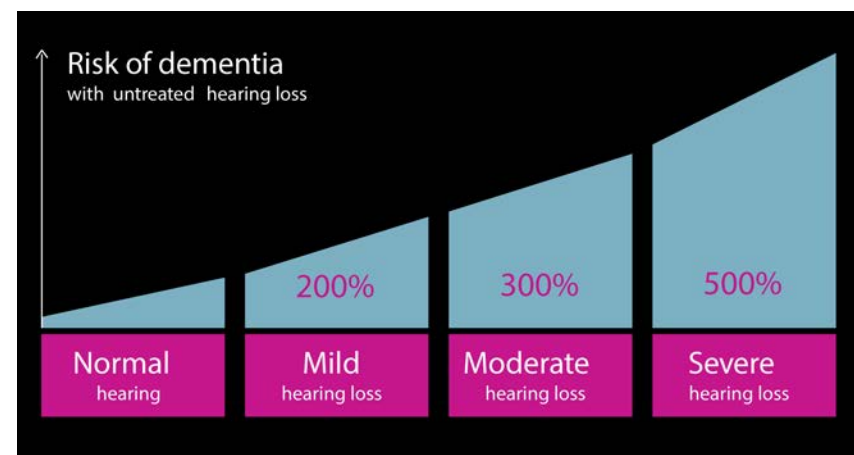 Risk of dementia
with untreated hearing loss
200%
300%
500%
Normal
hearing
Mild
hearing loss
Moderate
hearing loss
Severe
hearing loss